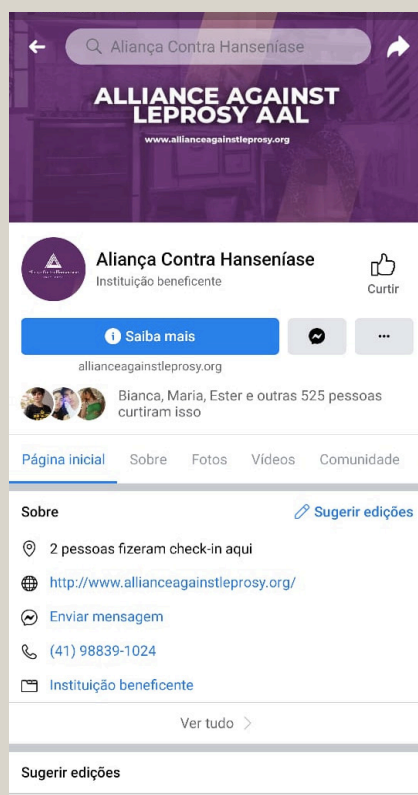 Aliança Contra Hanseníase
ALLIANCE AGAINST
LEPROSY AAL
www.allianceagainstleprosy.org
Aliança Contra Hanseníase
Instituição beneficente
Curtir
Saiba mais
allianceagainstleprosy.org
Bianca, Maria, Ester e outras 525 pessoas
curtiram isso
Página inicial Sobre Fotos Vídeos Comunidade
Sobre Sugerir edições
2 pessoas fizeram check-in aqui
http://www.allianceagainstleprosy.org/
Enviar mensagem
(41) 98839-1024
Instituição beneficente
Ver tudo
Sugerir edições